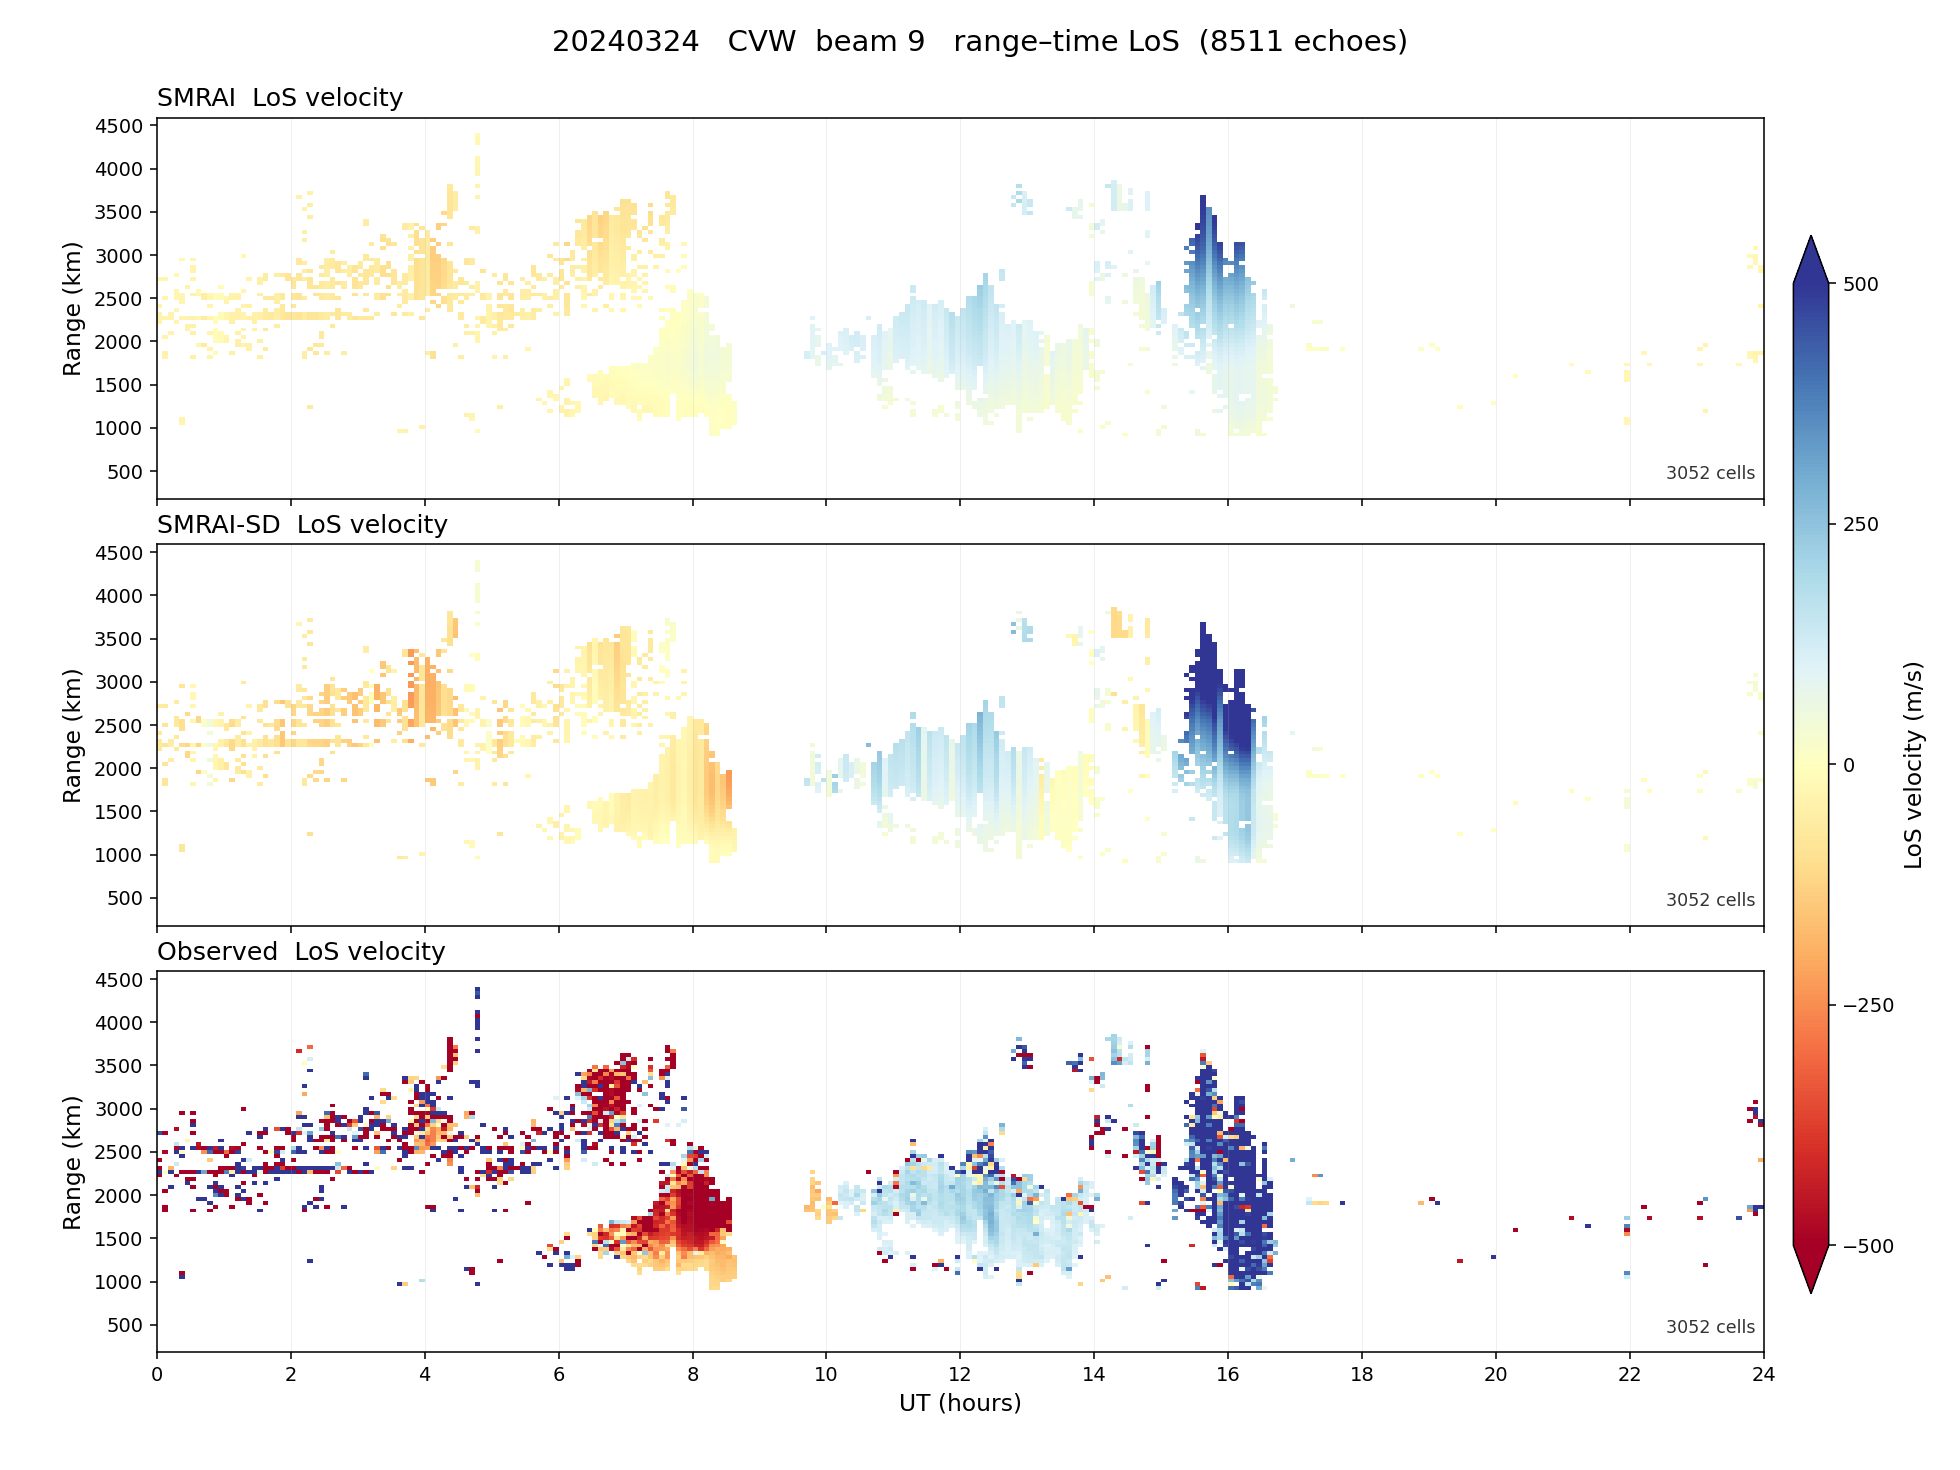 20240324   CVW  beam 9   range–time LoS  (8511 echoes)
SMRAI  LoS velocity
4500
4000
3500
3000
2500
2000
1500
1000
500
Range (km)
3052 cells
SMRAI-SD  LoS velocity
4500
4000
3500
3000
2500
2000
1500
1000
500
Range (km)
3052 cells
Observed  LoS velocity
4500
4000
3500
3000
2500
2000
1500
1000
500
Range (km)
3052 cells
0 2 4 6 8 10 12 14 16 18 20 22 24
UT (hours)
500
250
0
−250
−500
LoS velocity (m/s)